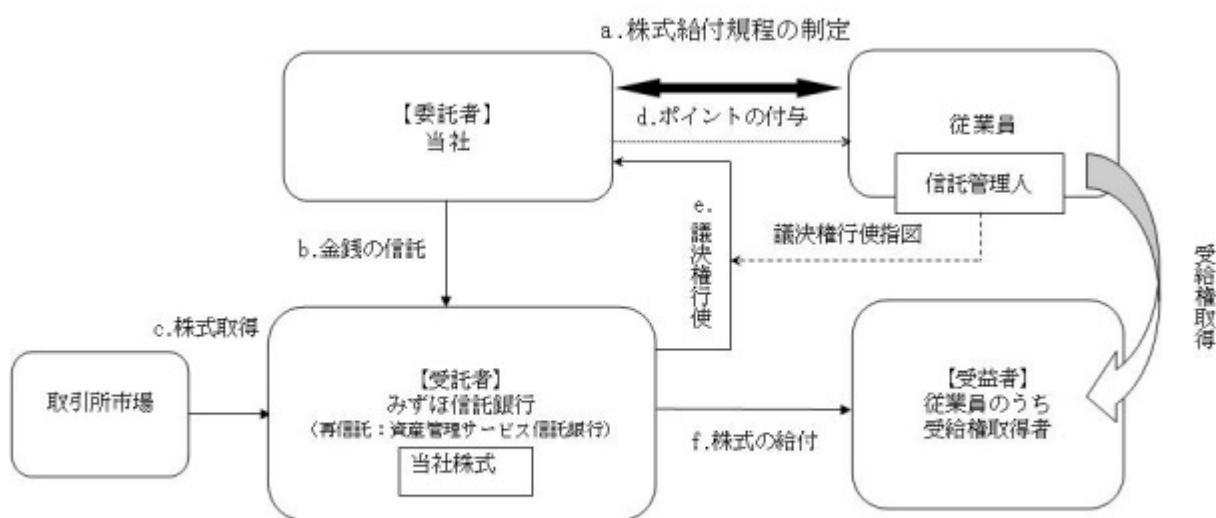 a.株式給付規程の制定
【委託者】
当社
d.ポイントの付与
従業員
信託管理人
b.金銭の信託
e.議決権行使
議決権行使指図
受給権取得
c.株式取得
取引所市場
【受託者】
みずほ信託銀行
(再信託：資産管理サービス信託銀行)
当社株式
f.株式の給付
【受益者】
従業員のうち
受給権取得者